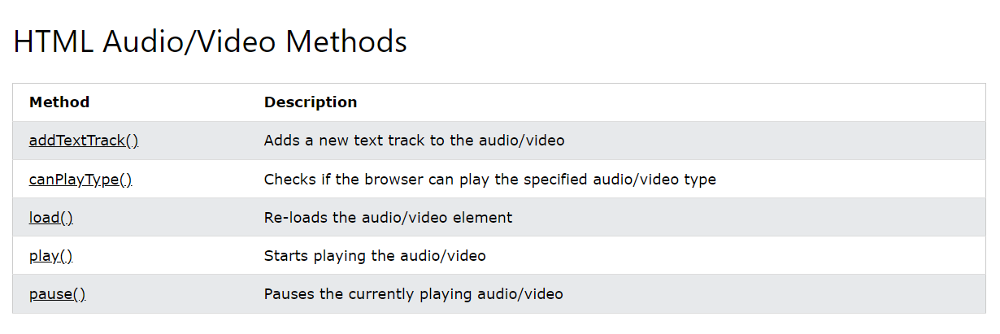 HTML Audio/Video Methods
Method Description
addTextTrack() Adds a new text track to the audio/video
canPlayType() Checks if the browser can play the specified audio/video type
load() Re-loads the audio/video element
play() Starts playing the audio/video
pause() Pauses the currently playing audio/video